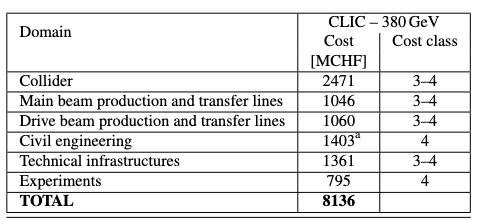 Domain CLIC – 380 GeV
Cost Cost class
[MCHF]
Collider 2471 3–4
Main beam production and transfer lines 1046 3–4
Drive beam production and transfer lines 1060 3–4
Civil engineering 1403ª 4
Technical infrastructures 1361 3–4
Experiments 795 4
TOTAL 8136